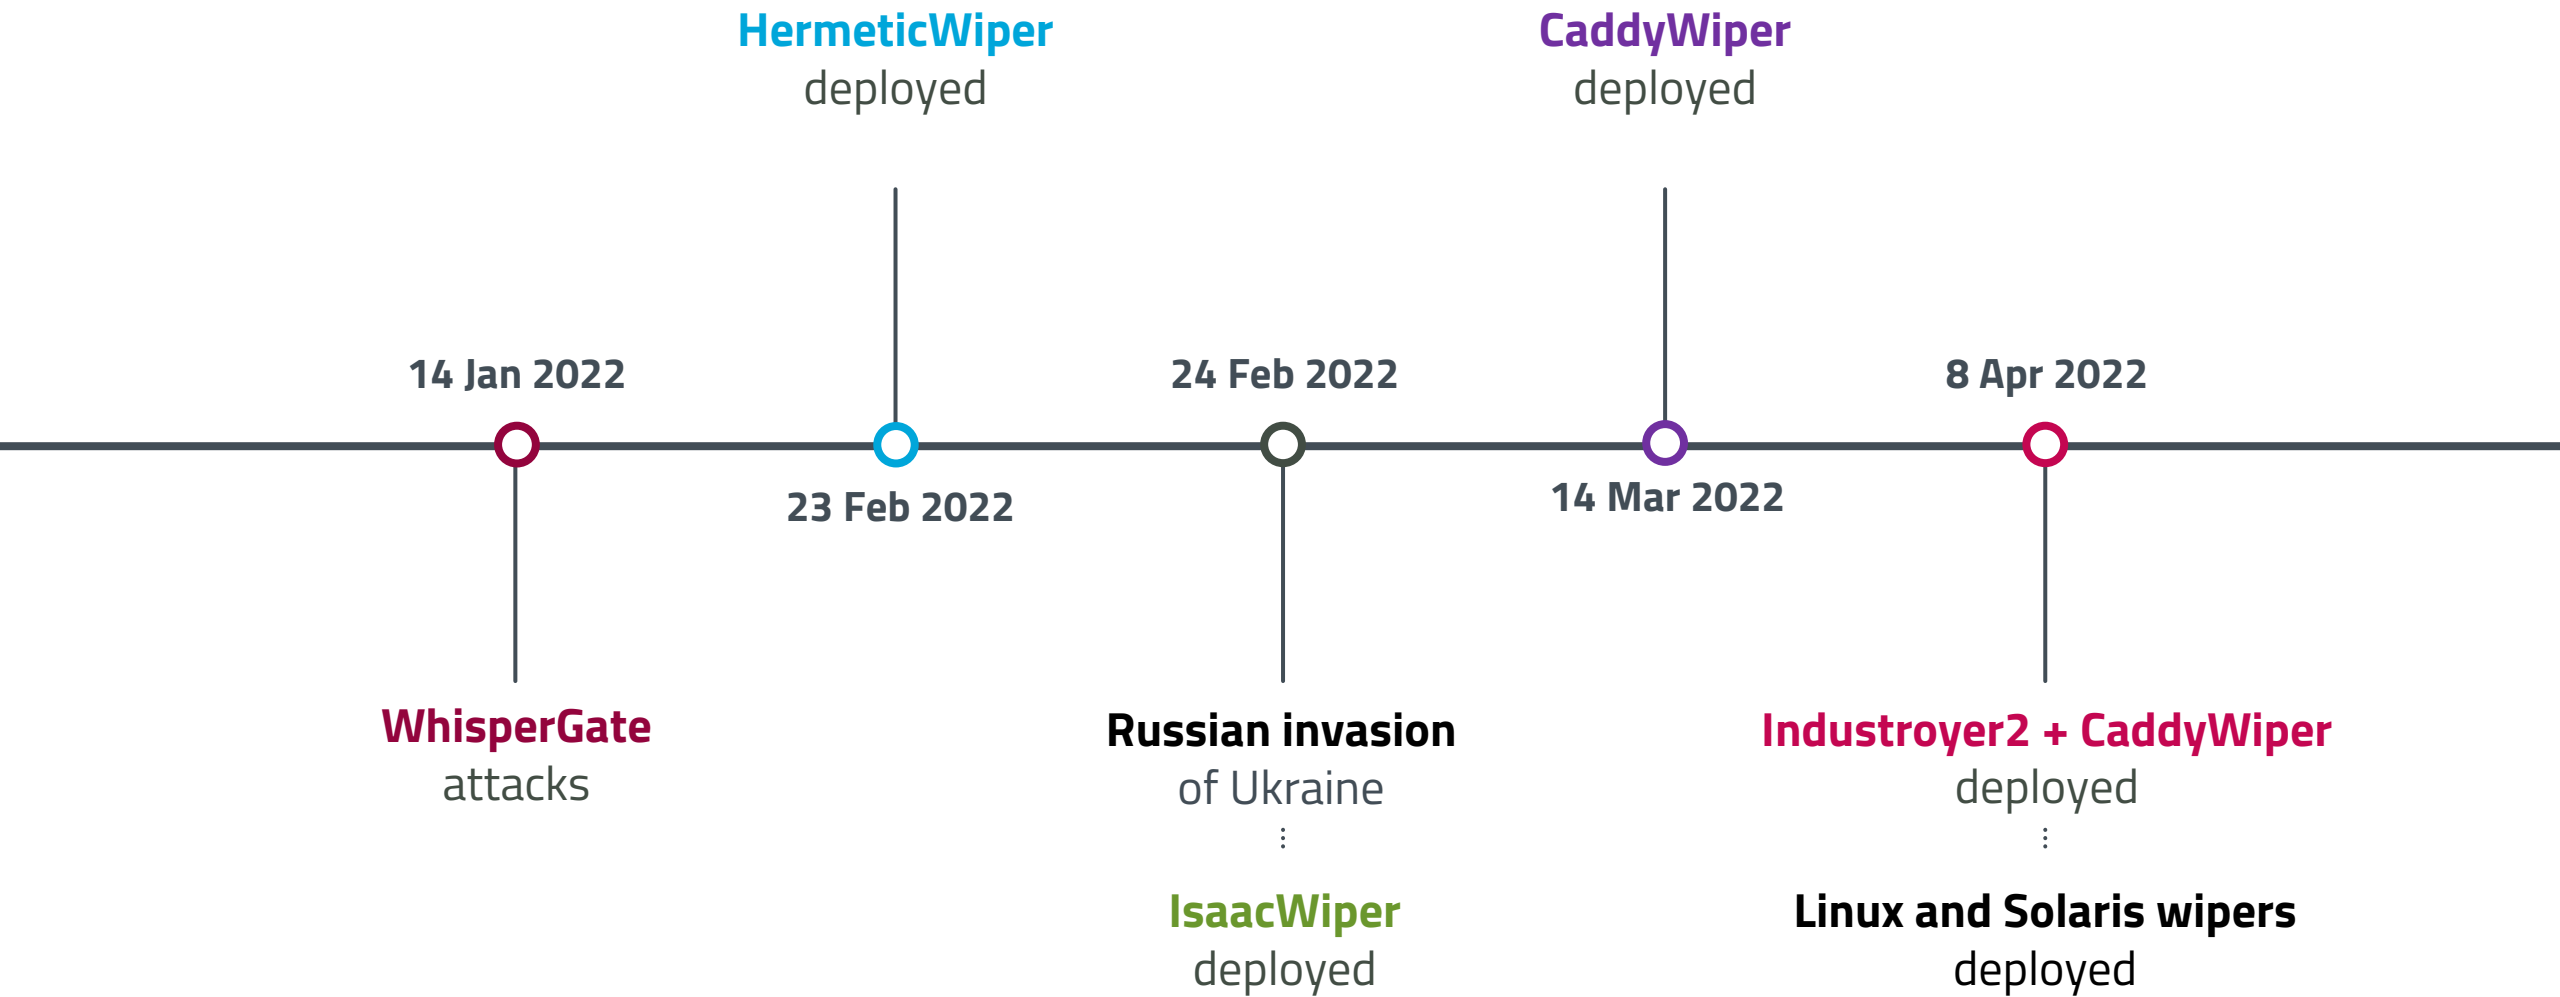 HermeticWiper
deployed
CaddyWiper
deployed
14 Jan 2022
24 Feb 2022
8 Apr 2022
23 Feb 2022
14 Mar 2022
WhisperGate
attacks
Russian invasion
of Ukraine
IsaacWiper
deployed
Industroyer2 + CaddyWiper
deployed
Linux and Solaris wipers
deployed